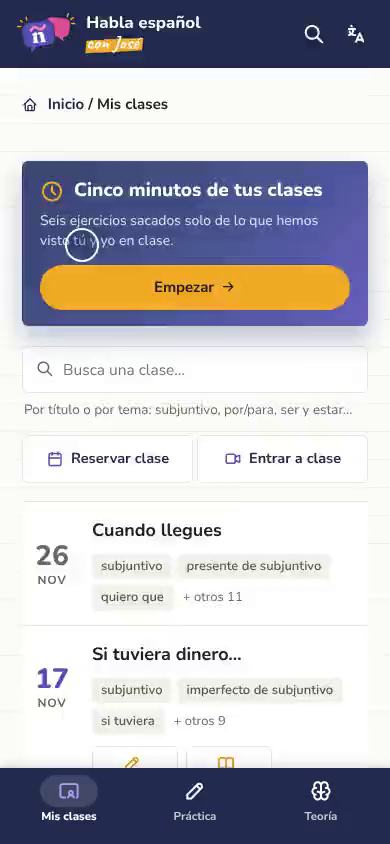 Habla español
ñ
con José
Inicio / Mis clases
Cinco minutos de tus clases
Seis ejercicios sacados solo de lo que hemos
visto tú y yo en clase.
Empezar →
Busca una clase...
Por título o por tema: subjuntivo, por/para, ser y estar...
Reservar clase
Entrar a clase
Cuando llegues
26
NOV
subjuntivo
presente de subjuntivo
quiero que
+ otros 11
Si tuviera dinero...
17
NOV
subjuntivo
imperfecto de subjuntivo
si tuviera
+ otros 9
Mis clases
Práctica
Teoría